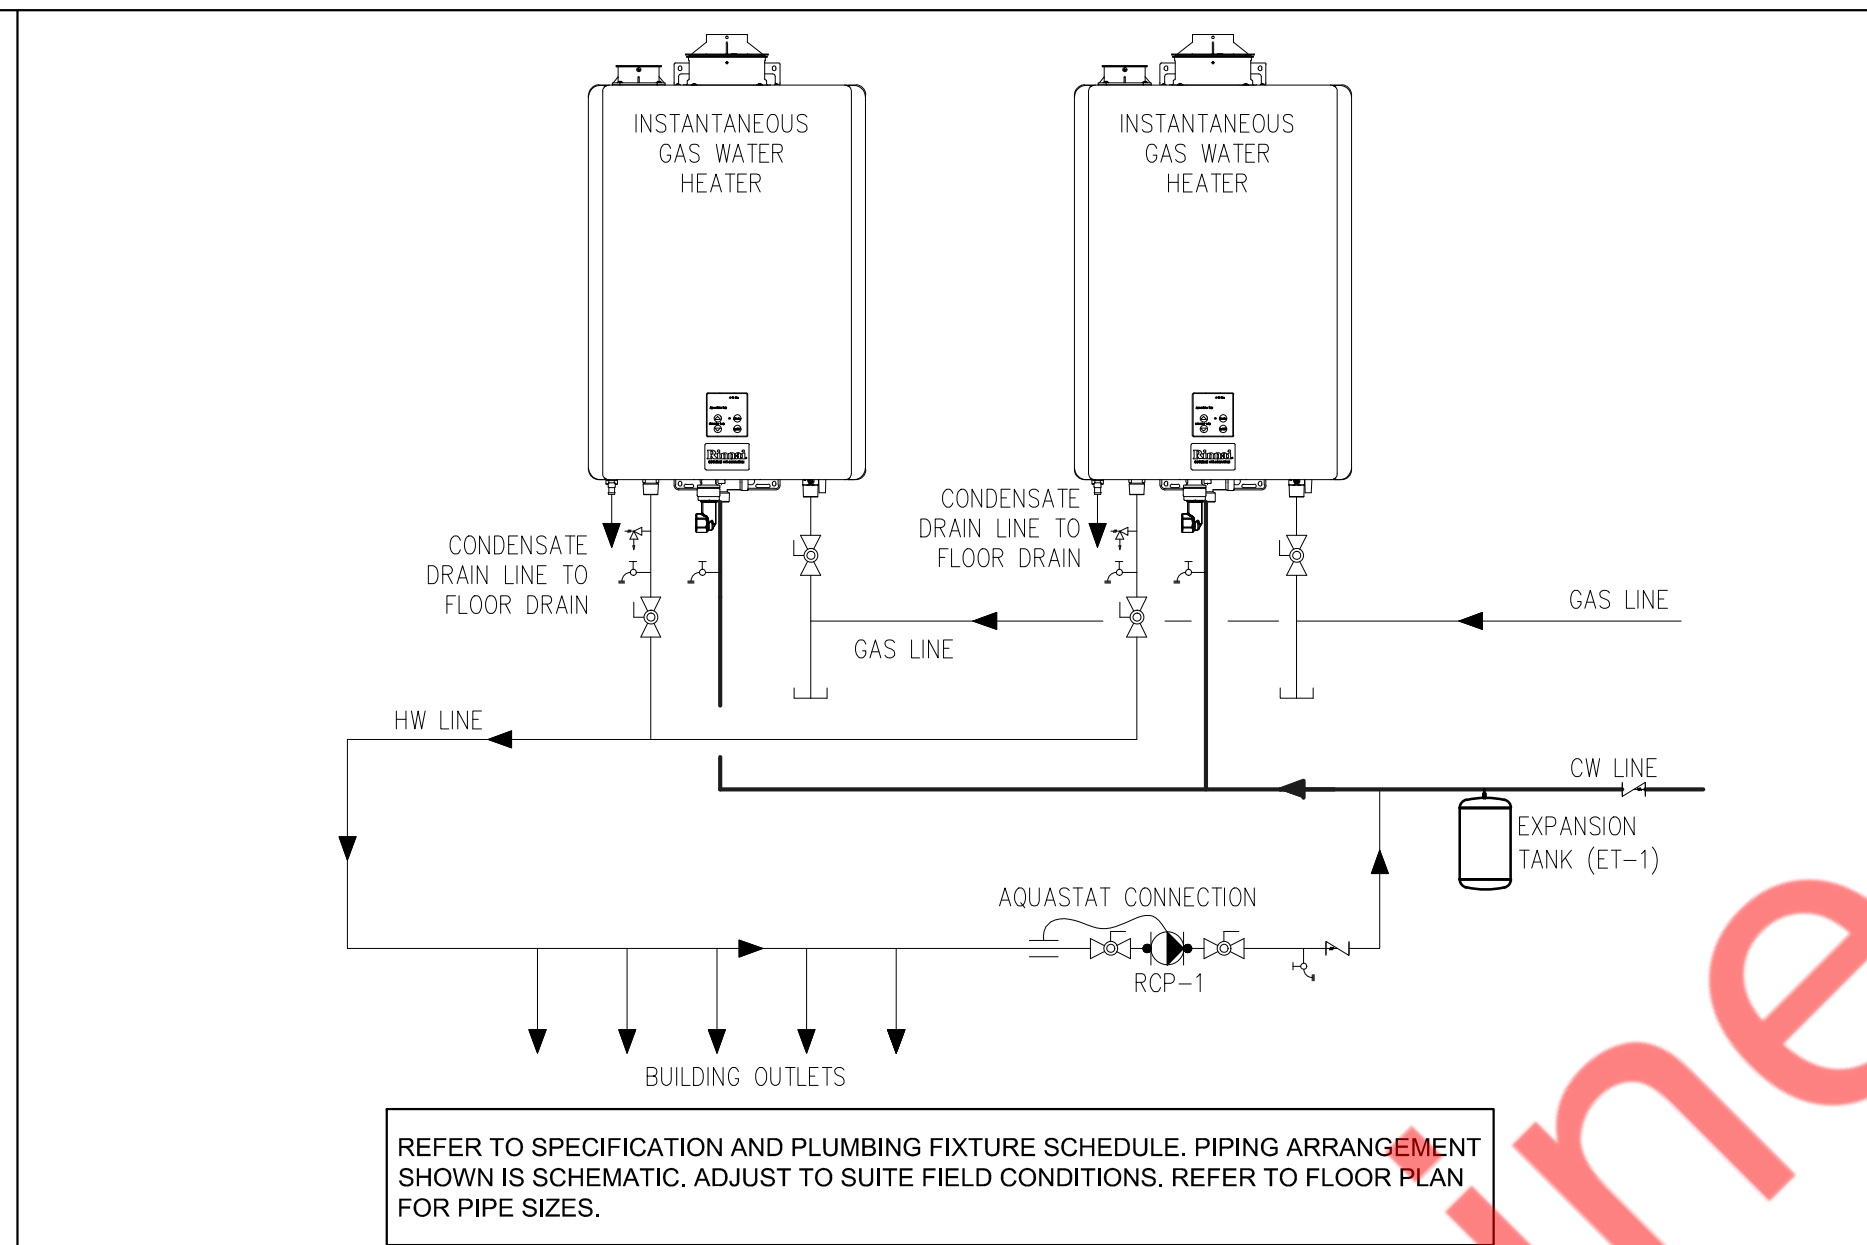 INSTANTANEOUS
GAS WATER
HEATER
INSTANTANEOUS
GAS WATER
HEATER
Rinnai
Rinnai
CONDENSATE
DRAIN LINE TO
FLOOR DRAIN
CONDENSATE
DRAIN LINE TO
FLOOR DRAIN
GAS LINE
GAS LINE
HW LINE
CW LINE
EXPANSION
TANK (ET-1)
AQUASTAT CONNECTION
RCP-1
BUILDING OUTLETS
REFER TO SPECIFICATION AND PLUMBING FIXTURE SCHEDULE. PIPING ARRANGEMENT
SHOWN IS SCHEMATIC. ADJUST TO SUITE FIELD CONDITIONS. REFER TO FLOOR PLAN
FOR PIPE SIZES.
ine